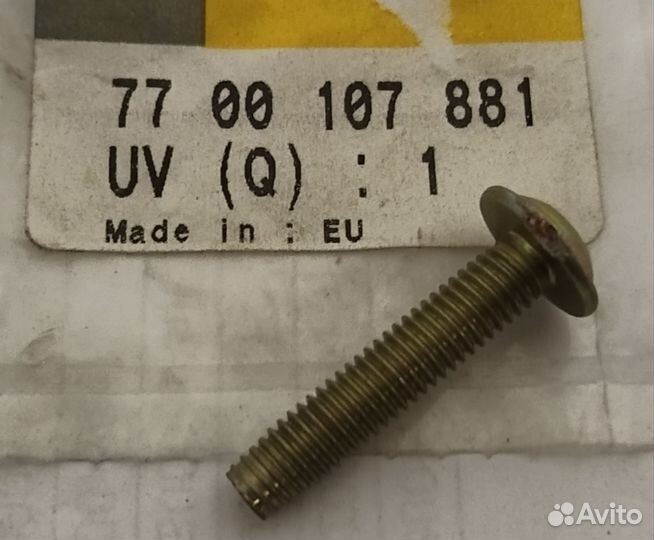 77 00 107 881
UV (Q) : 1
Made in : EU
Avito